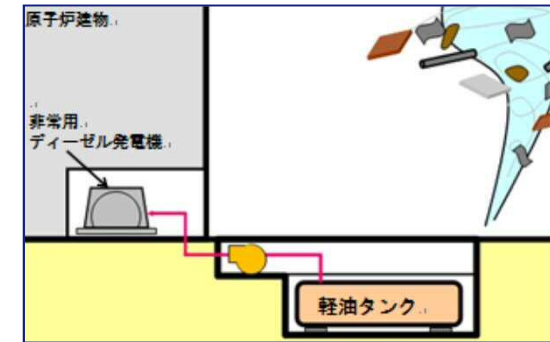 原子炉建物
非常用
ディーゼル発電機
軽油タンク